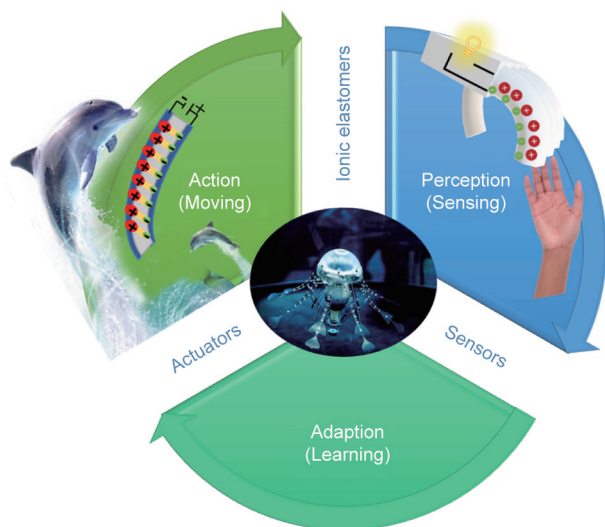 Ionic elastomers
Action
(Moving)
Perception
(Sensing)
Actuators
Sensors
Adaption
(Learning)